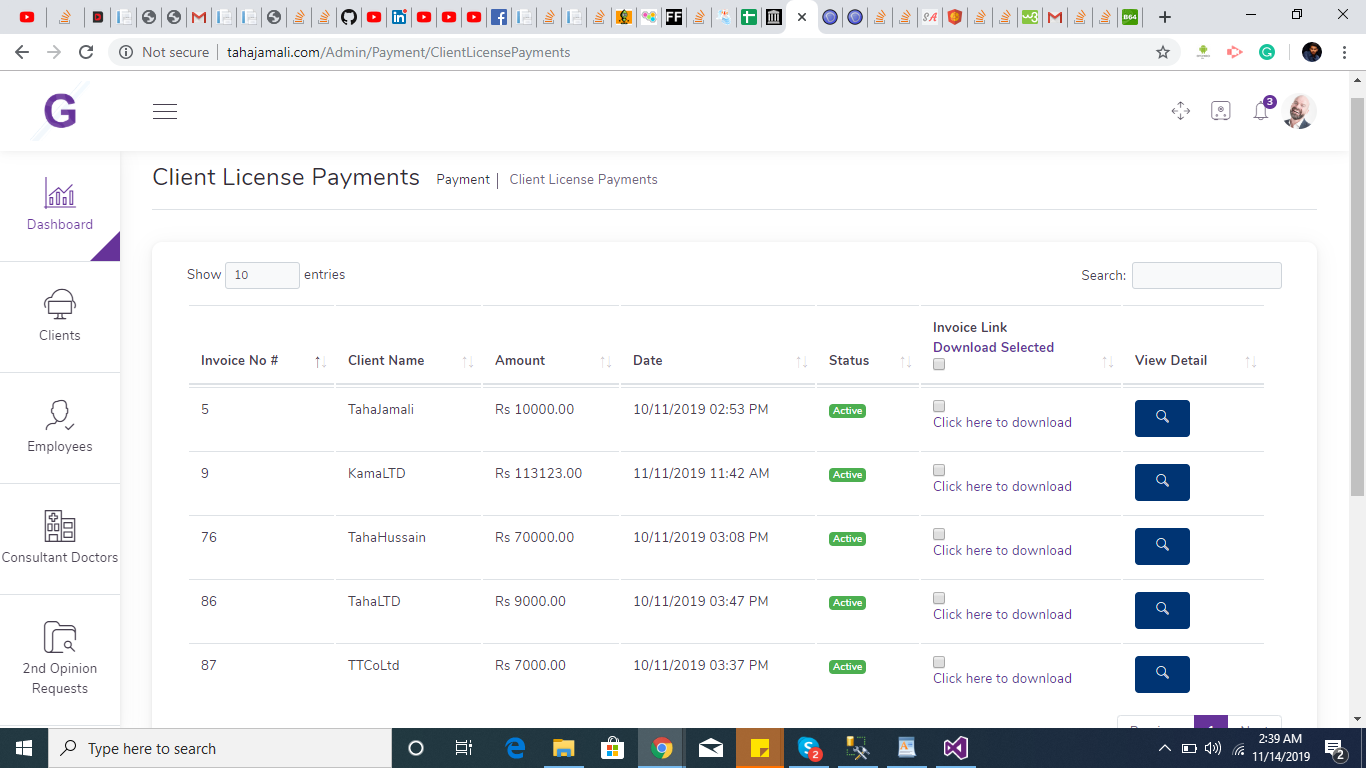 Not secure | tahajamali.com/Admin/Payment/ClientLicensePayments
G
3
Client License Payments Payment | Client License Payments
Dashboard
Clients
Employees
Consultant Doctors
2nd Opinion
Requests
Show 10 entries Search:
Invoice Link
Download Selected
Invoice No # Client Name Amount Date Status View Detail
5 TahaJamali Rs 10000.00 10/11/2019 02:53 PM Active
Click here to download
9 KamaLTD Rs 113123.00 11/11/2019 11:42 AM Active
Click here to download
76 TahaHussain Rs 70000.00 10/11/2019 03:08 PM Active
Click here to download
86 TahaLTD Rs 9000.00 10/11/2019 03:47 PM Active
Click here to download
87 TTCoLtd Rs 7000.00 10/11/2019 03:37 PM Active
Click here to download
Type here to search
2
2:39 AM
11/14/2019
2